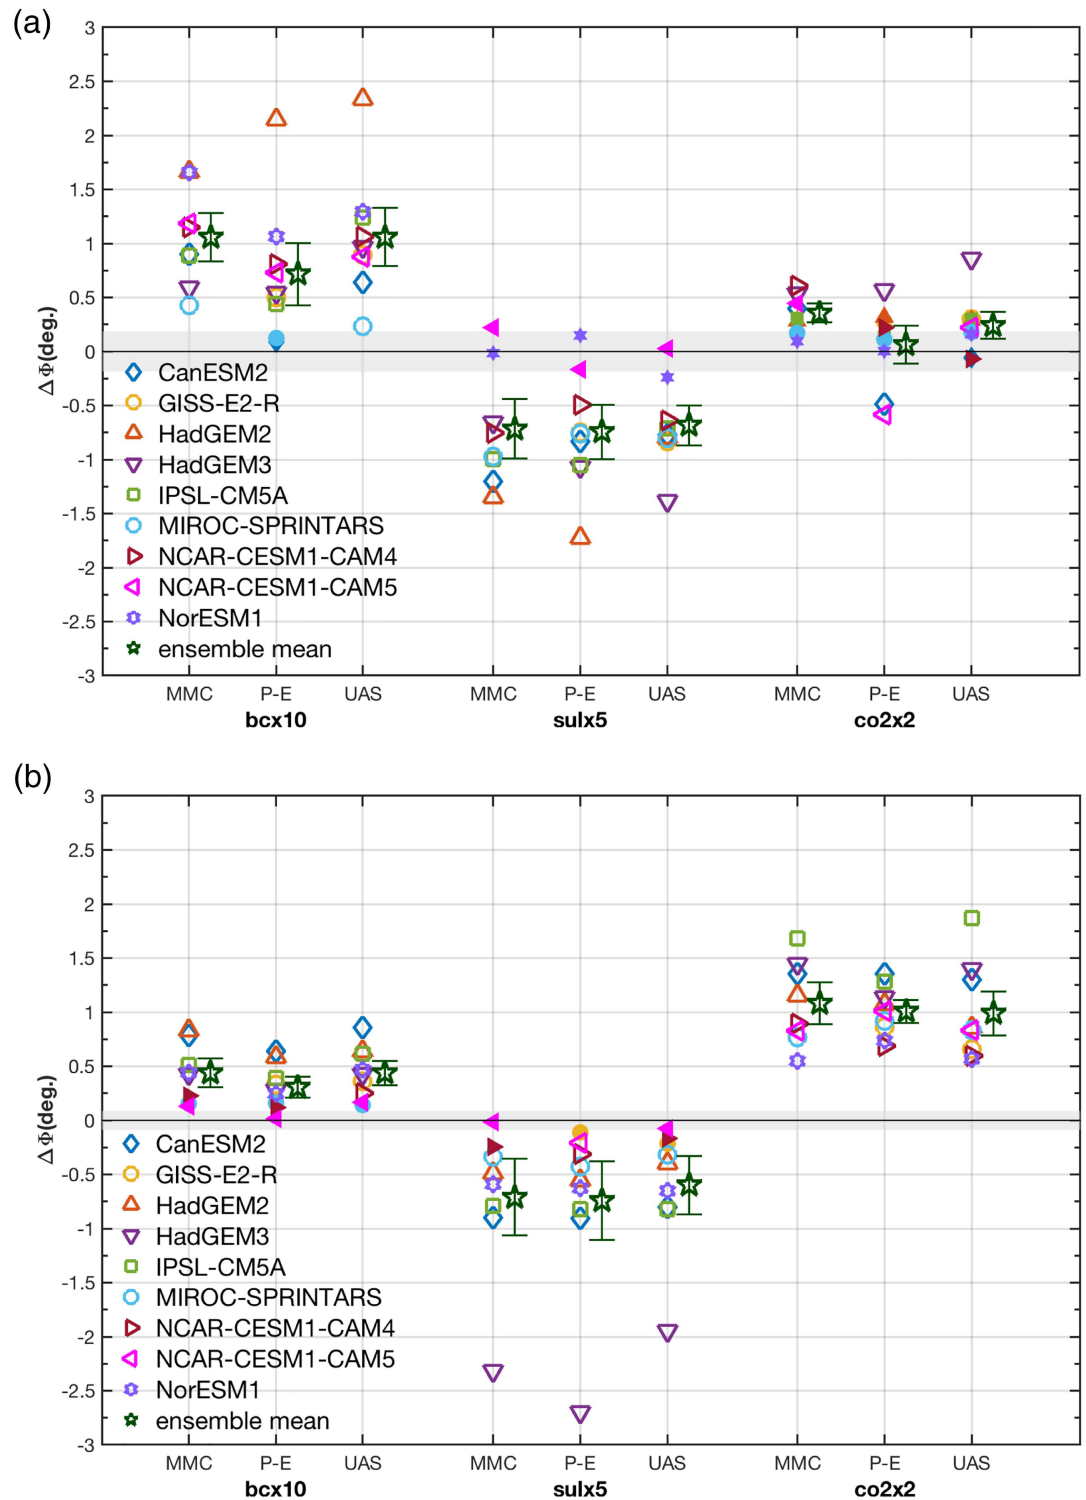 (a)
3
2.5
2
1.5
1
0.5
0
-0.5
-1
-1.5
-2
-2.5
-3
ΔΦ(deg.)
CanESM2
GISS-E2-R
HadGEM2
HadGEM3
IPSL-CM5A
MIROC-SPRINTARS
NCAR-CESM1-CAM4
NCAR-CESM1-CAM5
NorESM1
ensemble mean
MMC P-E UAS MMC P-E UAS MMC P-E UAS
bcx10 sulx5 co2x2
(b)
3
2.5
2
1.5
1
0.5
0
-0.5
-1
-1.5
-2
-2.5
-3
ΔΦ(deg.)
CanESM2
GISS-E2-R
HadGEM2
HadGEM3
IPSL-CM5A
MIROC-SPRINTARS
NCAR-CESM1-CAM4
NCAR-CESM1-CAM5
NorESM1
ensemble mean
MMC P-E UAS MMC P-E UAS MMC P-E UAS
bcx10 sulx5 co2x2